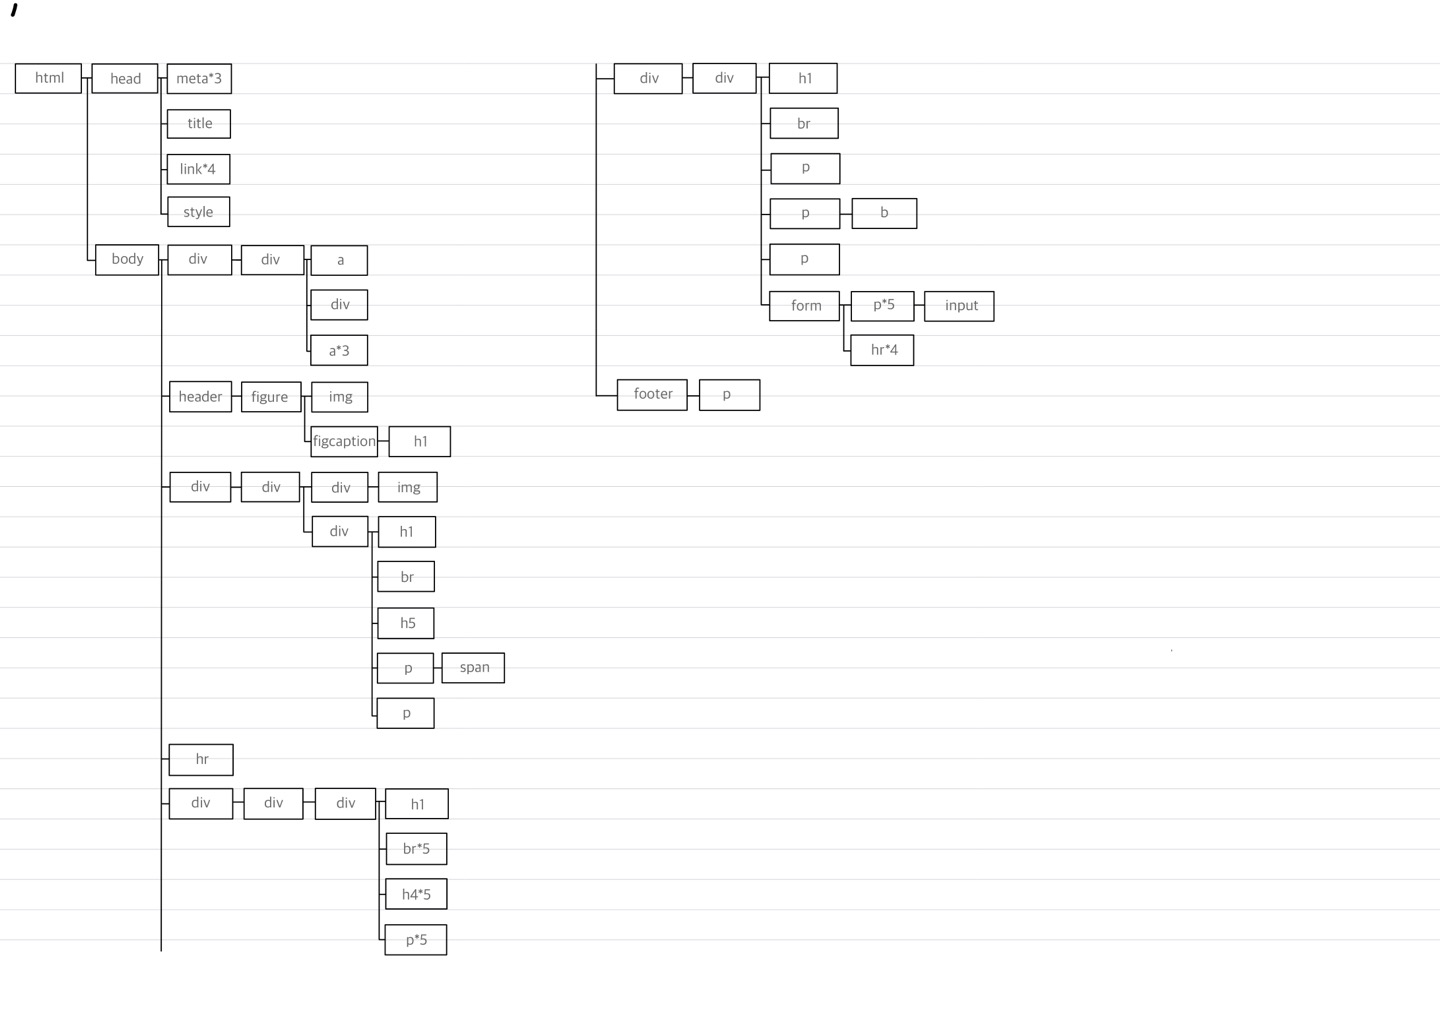 html head meta*3
title
link*4
style
body div div a
div
a*3
header figure img
figcaption h1
div div div img
div h1
br
h5
p span
p
hr
div div div h1
br*5
h4*5
p*5
div div h1
br
p
p b
p
form p*5 input
hr*4
footer p